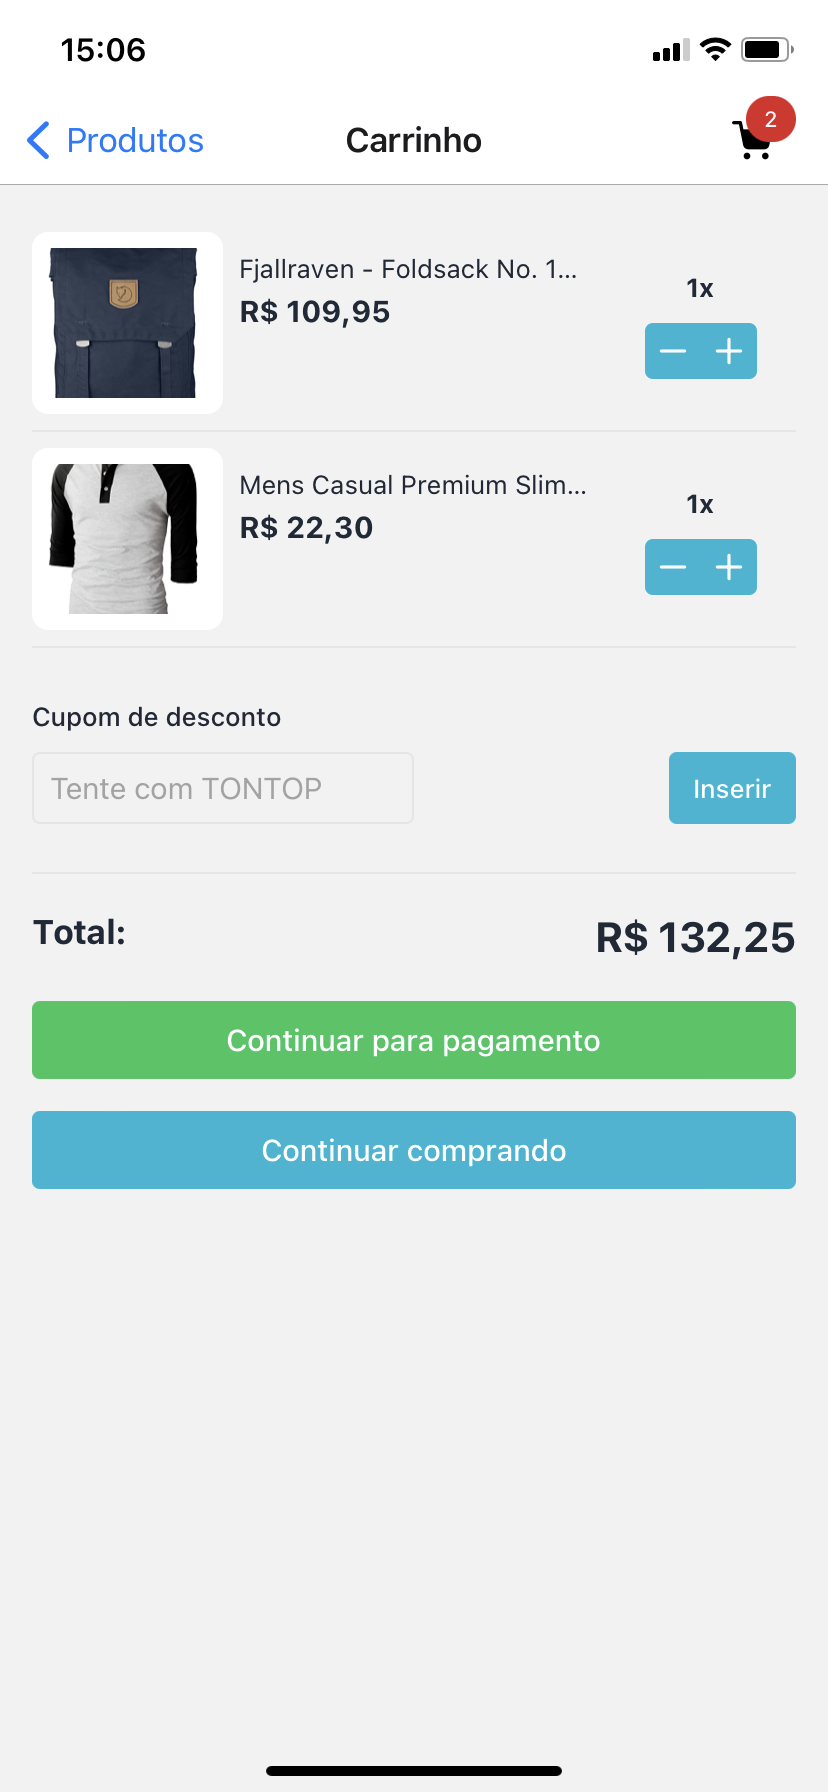 15:06
Produtos
Carrinho
2
Fjallraven - Foldsack No. 1...
R$ 109,95
1x
Mens Casual Premium Slim...
R$ 22,30
1x
Cupom de desconto
Tente com TONTOP
Inserir
Total:
R$ 132,25
Continuar para pagamento
Continuar comprando